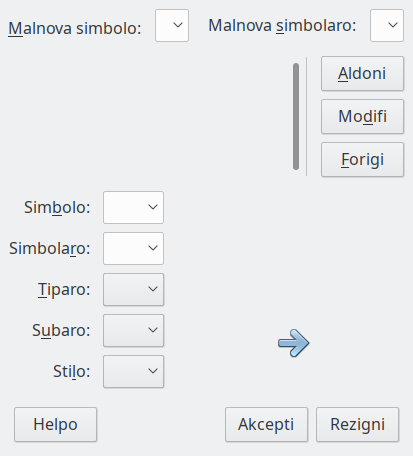 Malnova simbolo: Malnova simbolaro:
Aldoni
Modifi
Forigi
Simbolo:
Simbolaro:
Tiparo:
Subaro:
Stilo:
Helpo Akcepti Rezigni